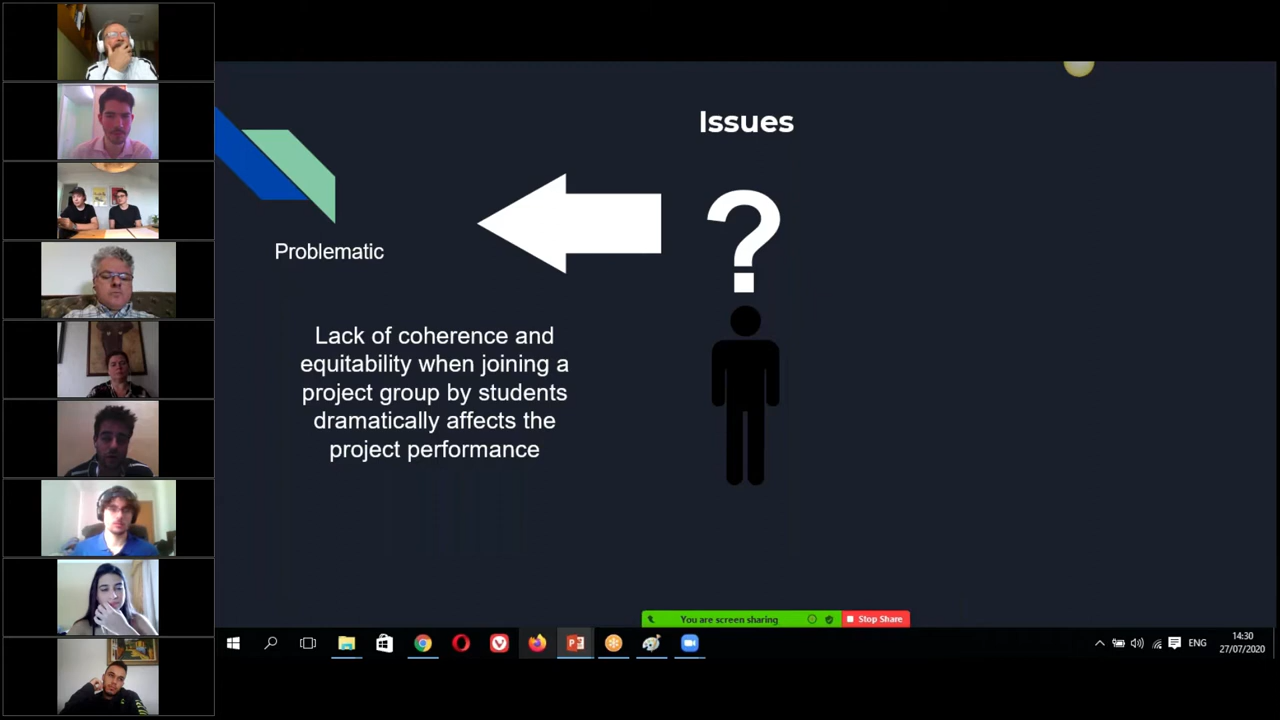 Issues
?
Problematic
Lack of coherence and
equitability when joining a
project group by students
dramatically affects the
project performance
You are screen sharing
Stop Share
ENG
14:30
27/07/2020